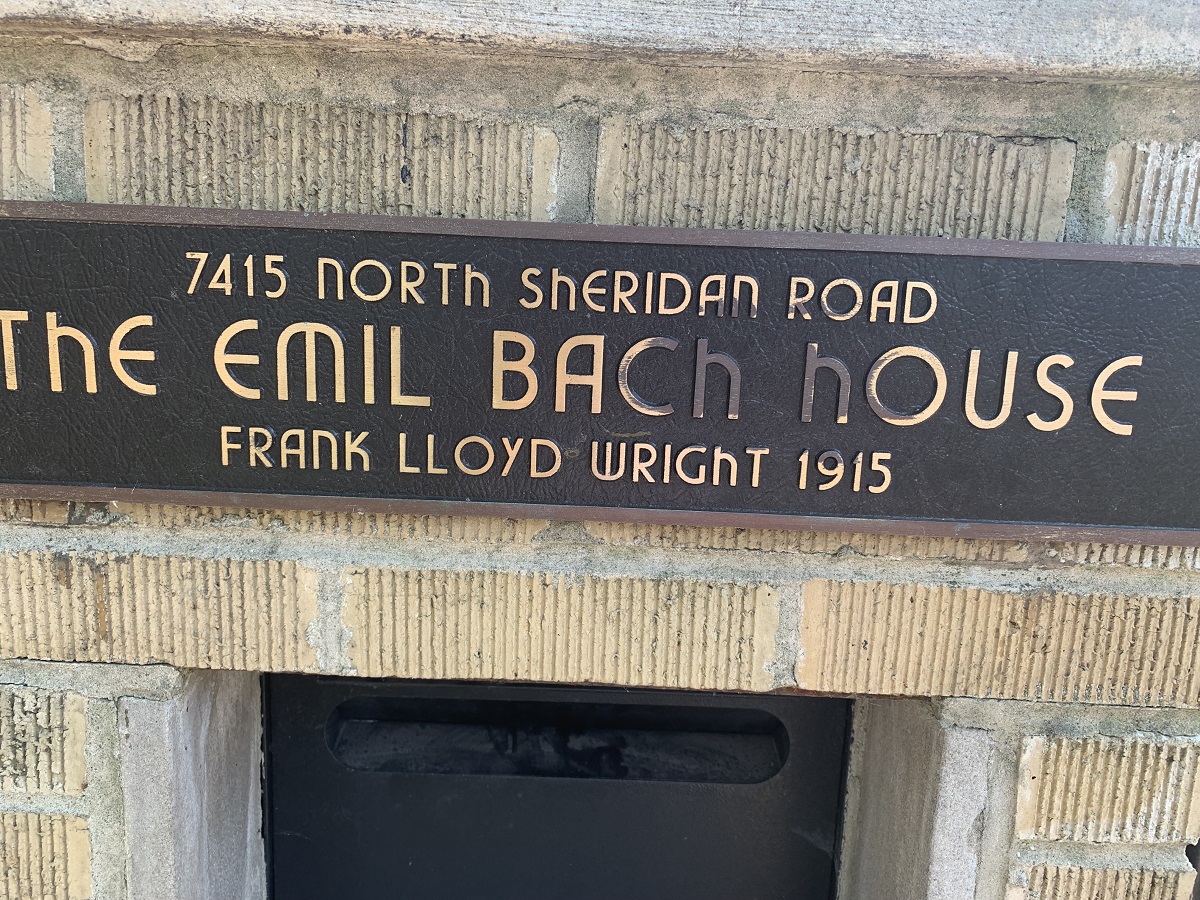 7415 NORTH SHERIDAN ROAD
THE EMIL BACH HOUSE
FRANK LLOYD WRIGHT 1915